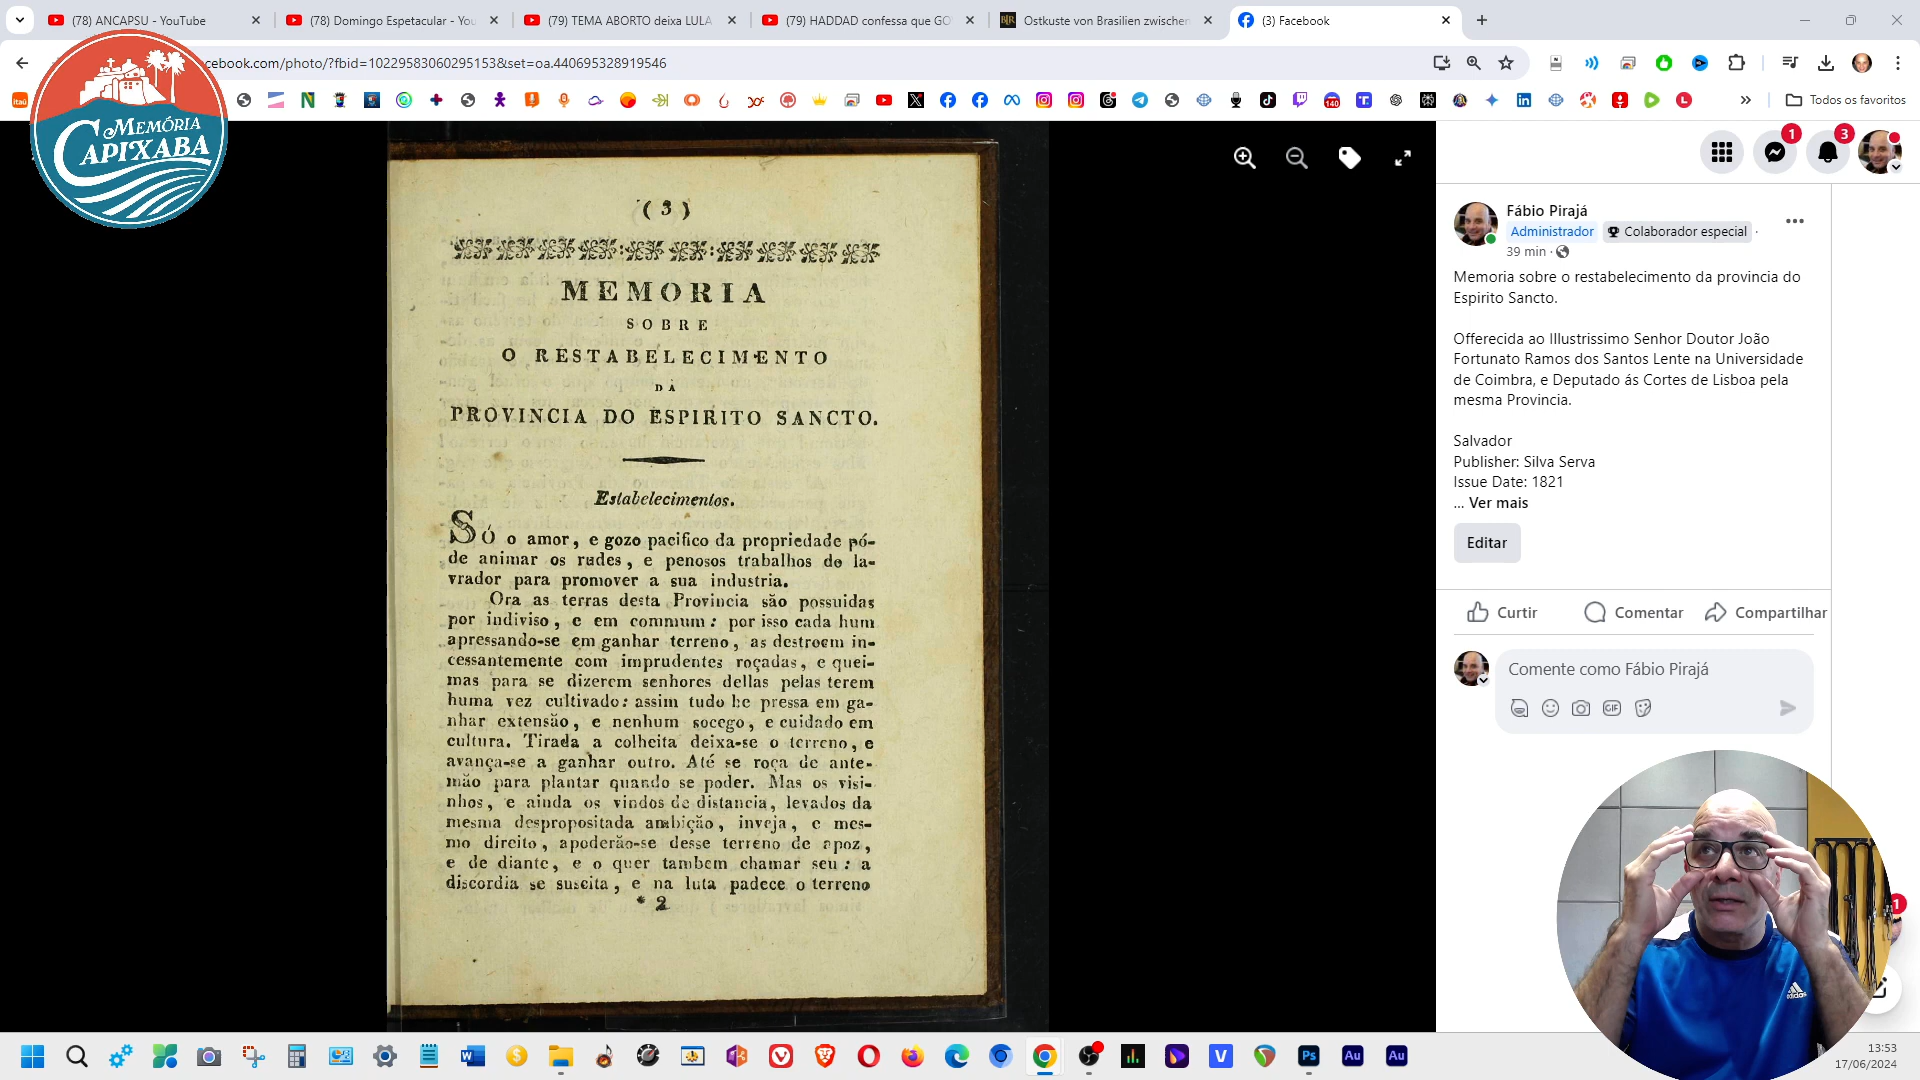 (78) ANCAPSU - YouTube
(78) Domingo Espetacular - You
(79) TEMA ABORTO deixa LULA
(79) HADDAD confessa que GO
Ostkuste von Brasilien zwischen
(3) Facebook
cebook.com/photo/?fbid=10229583060295153&set=oa.440695328919546
Todos os favoritos
MEMÓRIA
CAPIXABA
( 3 )
MEMORIA
SOBRE
O RESTABELECIMENTO
DA
PROVINCIA DO ESPIRITO SANCTO.
Estabelecimentos.
Só o amor, e gozo pacifico da propriedade pó-
de animar os rudes, e penosos trabalhos do la-
vrador para promover a sua industria.
Ora as terras desta Provincia são possuidas
por indiviso, e em commum: por isso cada hum
apressando-se em ganhar terreno, as destroem in-
cessantemente com imprudentes roçadas, e quei-
mas para se dizerem senhores dellas pelas terem
huma vez cultivado: assim tudo he pressa em ga-
nhar extensão, e nenhum socego, e cuidado em
cultura. Tirada a colheita deixa-se o terreno, e
avança-se a ganhar outro. Até se roça de ante-
mão para plantar quando se poder. Mas os visi-
nhos, e ainda os vindos de distancia, levados da
mesma despropositada ambição, inveja, e mes-
mo direito, apoderão-se desse terreno de apoz,
e de diante, e o quer tambem chamar seu: a
discordia se suscita, e na luta padece o terreno
* 2
1
3
Fábio Pirajá
Administrador
Colaborador especial
39 min
Memoria sobre o restabelecimento da provincia do
Espirito Sancto.
Offerecida ao Illustrissimo Senhor Doutor João
Fortunato Ramos dos Santos Lente na Universidade
de Coimbra, e Deputado ás Cortes de Lisboa pela
mesma Provincia.
Salvador
Publisher: Silva Serva
Issue Date: 1821
... Ver mais
Editar
Curtir
Comentar
Compartilhar
Comente como Fábio Pirajá
GIF
1
adidas
13:53
17/06/2024